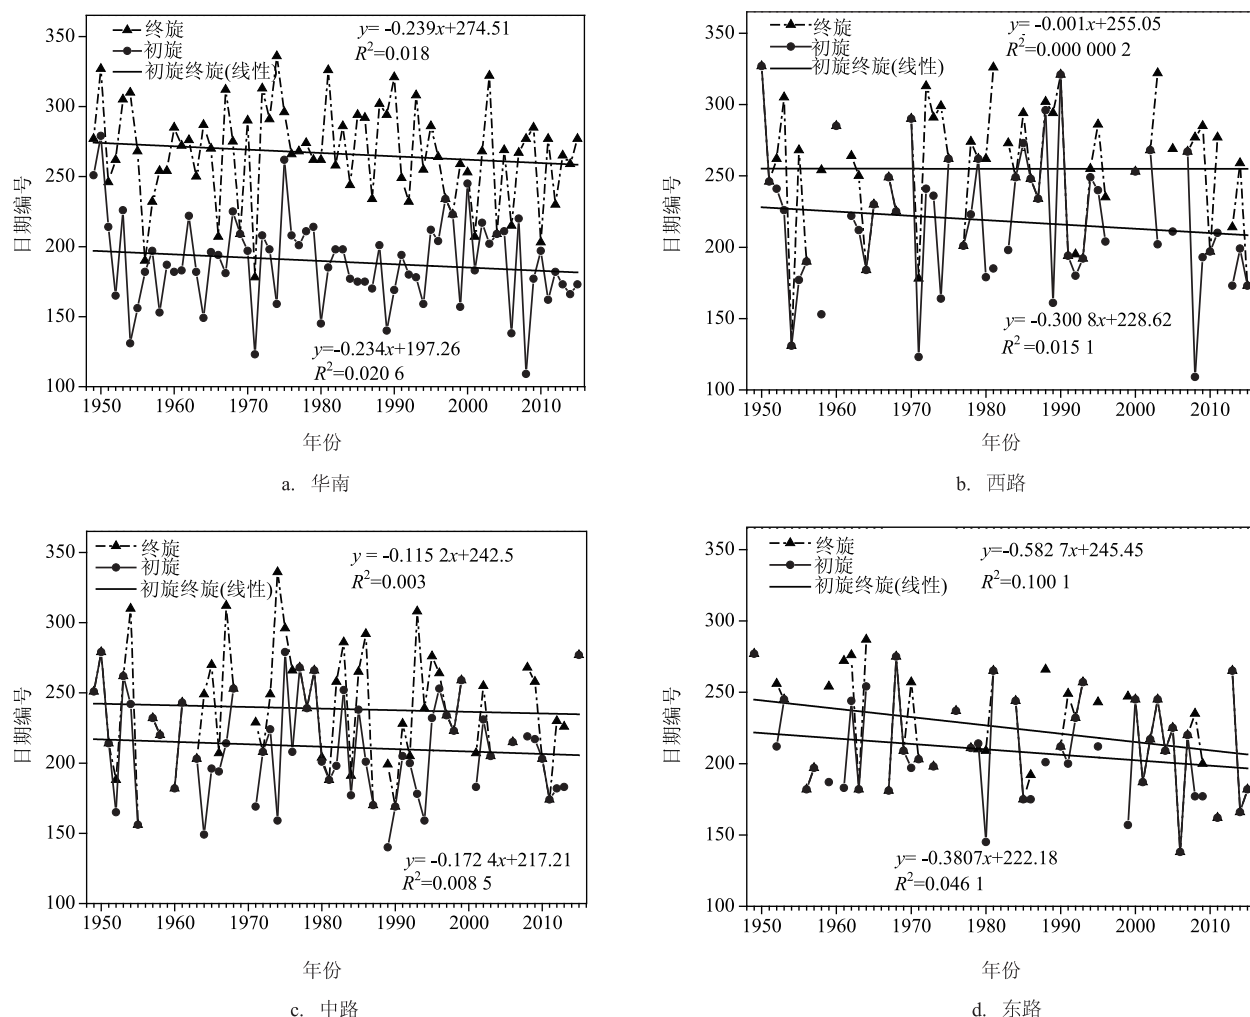 终旋
初旋
初旋终旋(线性)
y= -0.239x+274.51
R²=0.018
y=-0.234x+197.26
R²=0.020 6
350
300
250
200
150
100
日期编号
1950 1960 1970 1980 1990 2000 2010
年份
a. 华南
终旋
初旋
初旋终旋(线性)
y= -0.001x+255.05
R²=0.000 000 2
y= -0.300 8x+228.62
R²=0.015 1
350
300
250
200
150
100
日期编号
1950 1960 1970 1980 1990 2000 2010
年份
b. 西路
终旋
初旋
初旋终旋(线性)
y = -0.115 2x+242.5
R²=0.003
y= -0.172 4x+217.21
R²=0.008 5
350
300
250
200
150
100
日期编号
1950 1960 1970 1980 1990 2000 2010
年份
c. 中路
终旋
初旋
初旋终旋(线性)
y=-0.582 7x+245.45
R²=0.100 1
y= -0.3807x+222.18
R²=0.046 1
350
300
250
200
150
100
日期编号
1950 1960 1970 1980 1990 2000 2010
年份
d. 东路